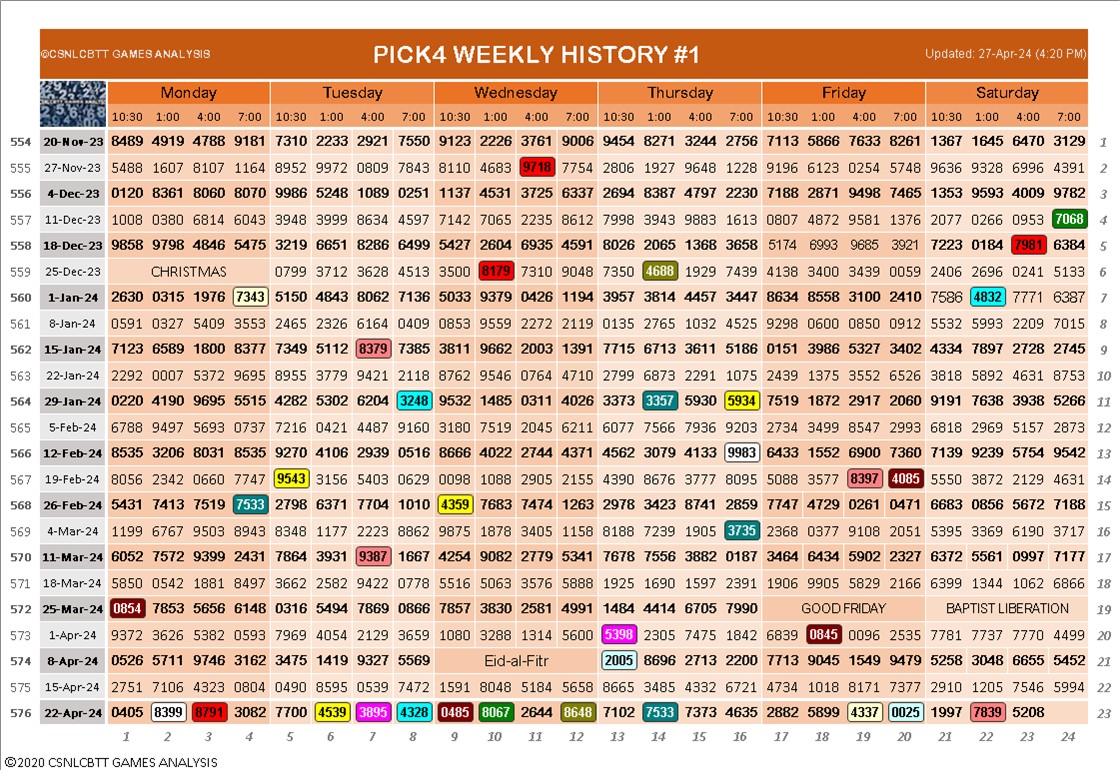 ©CSNLCBTT GAMES ANALYSIS PICK4 WEEKLY HISTORY #1 Updated: 27-Apr-24 (4:20 PM)
Monday Tuesday Wednesday Thursday Friday Saturday
10:30 1:00 4:00 7:00 10:30 1:00 4:00 7:00 10:30 1:00 4:00 7:00 10:30 1:00 4:00 7:00 10:30 1:00 4:00 7:00 10:30 1:00 4:00 7:00
554 20-Nov-23 8489 4919 4788 9181 7310 2233 2921 7550 9123 2226 3761 9006 9454 8271 3244 2756 7113 5866 7633 8261 1367 1645 6470 3129 1
555 27-Nov-23 5488 1607 8107 1164 8952 9972 0809 7843 8110 4683 9718 7754 2806 1927 9648 1228 9196 6123 0254 5748 9636 9328 6996 4391 2
556 4-Dec-23 0120 8361 8060 8070 9986 5248 1089 0251 1137 4531 3725 6337 2694 8387 4797 2230 7188 2871 9498 7465 1353 9593 4009 9782 3
557 11-Dec-23 1008 0380 6814 6043 3948 3999 8634 4597 7142 7065 2235 8612 7998 3943 9883 1613 0807 4872 9581 1376 2077 0266 0953 7068 4
558 18-Dec-23 9858 9798 4846 5475 3219 6651 8286 6499 5427 2604 6935 4591 8026 2065 1368 3658 5174 6993 9685 3921 7223 0184 7981 6384 5
559 25-Dec-23 CHRISTMAS 0799 3712 3628 4513 3500 8179 7310 9048 7350 4688 1929 7439 4138 3400 3439 0059 2406 2696 0241 5133 6
560 1-Jan-24 2630 0315 1976 7343 5150 4843 8062 7136 5033 9379 0426 1194 3957 3814 4457 3447 8634 8558 3100 2410 7586 4832 7771 6387 7
561 8-Jan-24 0591 0327 5409 3553 2465 2326 6164 0409 0853 9559 2272 2119 0135 2765 1032 4525 9298 0600 0850 0912 5532 5993 2209 7015 8
562 15-Jan-24 7123 6589 1800 8377 7349 5112 8379 7385 3811 9662 2003 1391 7715 6713 3611 5186 0151 3986 5327 3402 4334 7897 2728 2745 9
563 22-Jan-24 2292 0007 5372 9695 8955 3779 9421 2118 8762 9546 0764 4710 2799 6873 2291 1075 2439 1375 3552 6526 3818 5892 4631 8753 10
564 29-Jan-24 0220 4190 9695 5515 4282 5302 6204 3248 9532 1485 0311 4026 3373 3357 5930 5934 7519 1872 2917 2060 9191 7638 3938 5266 11
565 5-Feb-24 6788 9497 5693 0737 7216 0421 4487 9160 3180 7519 2045 6211 6077 7566 7936 9203 2734 3499 8547 2993 6818 2969 5157 2873 12
566 12-Feb-24 8535 3206 8031 8535 9270 4106 2939 0516 8666 4022 2744 4371 4562 3079 4133 9983 6433 1552 6900 7360 7139 9239 5754 9542 13
567 19-Feb-24 8056 2342 0660 7747 9543 3156 5403 0629 0098 1088 2905 2155 4390 8676 3777 8095 5088 3577 8397 4085 5550 3872 2129 4631 14
568 26-Feb-24 5431 7413 7519 7533 2798 6371 7704 1010 4359 7683 7474 1263 2978 3423 8415 2859 7747 4729 0261 0471 6683 0856 5672 7188 15
569 4-Mar-24 1199 6767 9503 8943 8348 1177 2223 8862 9875 1878 3405 1158 8188 7239 1905 3735 2368 0377 9108 2051 5395 3369 6190 3717 16
570 11-Mar-24 6052 7572 9399 2431 7864 3931 9387 1667 4254 9082 2779 5341 7678 7556 3882 0187 3464 6434 5902 2327 6372 5561 0997 7177 17
571 18-Mar-24 5850 0542 1881 8497 3662 2582 9422 0778 5516 5063 3576 5888 1925 1690 1597 2391 1906 9905 5829 2166 6399 1344 1062 6866 18
572 25-Mar-24 0854 7853 5656 6148 0316 5494 7869 0866 7857 3830 2581 4991 1484 4414 6705 7990 GOOD FRIDAY BAPTIST LIBERATION 19
573 1-Apr-24 9372 3626 5382 0593 7969 4054 2129 3659 1080 3288 1314 5600 5398 2305 7475 1842 6839 0845 0096 2535 7781 7737 7770 4499 20
574 8-Apr-24 0526 5711 9746 3162 3475 1419 9327 5569 Eid-al-Fitr 2005 8696 2713 2200 7713 9045 1549 9479 5258 3048 6655 5452 21
575 15-Apr-24 2751 7106 4323 0804 0490 8595 0539 7472 1591 8048 5184 5658 8665 3485 4332 6721 4734 1018 8171 7377 2910 1205 7546 5994 22
576 22-Apr-24 0405 8399 8791 3082 7700 4539 3895 4328 0485 8067 2644 8648 7102 7533 7373 4635 2882 5899 4337 0025 1997 7839 5208 23
1 2 3 4 5 6 7 8 9 10 11 12 13 14 15 16 17 18 19 20 21 22 23 24
©2020 CSNLCBTT GAMES ANALYSIS